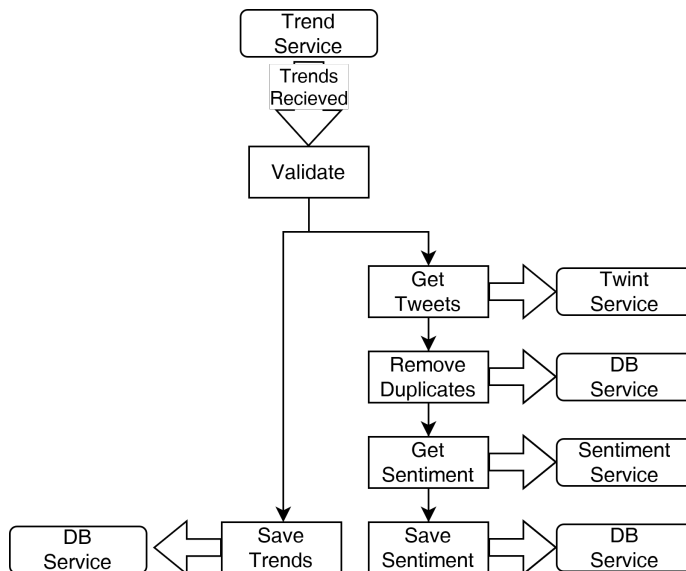 Trend
Service
Trends
Recieved
Validate
Get
Tweets
Twint
Service
Remove
Duplicates
DB
Service
Get
Sentiment
Sentiment
Service
DB
Service
Save
Trends
Save
Sentiment
DB
Service